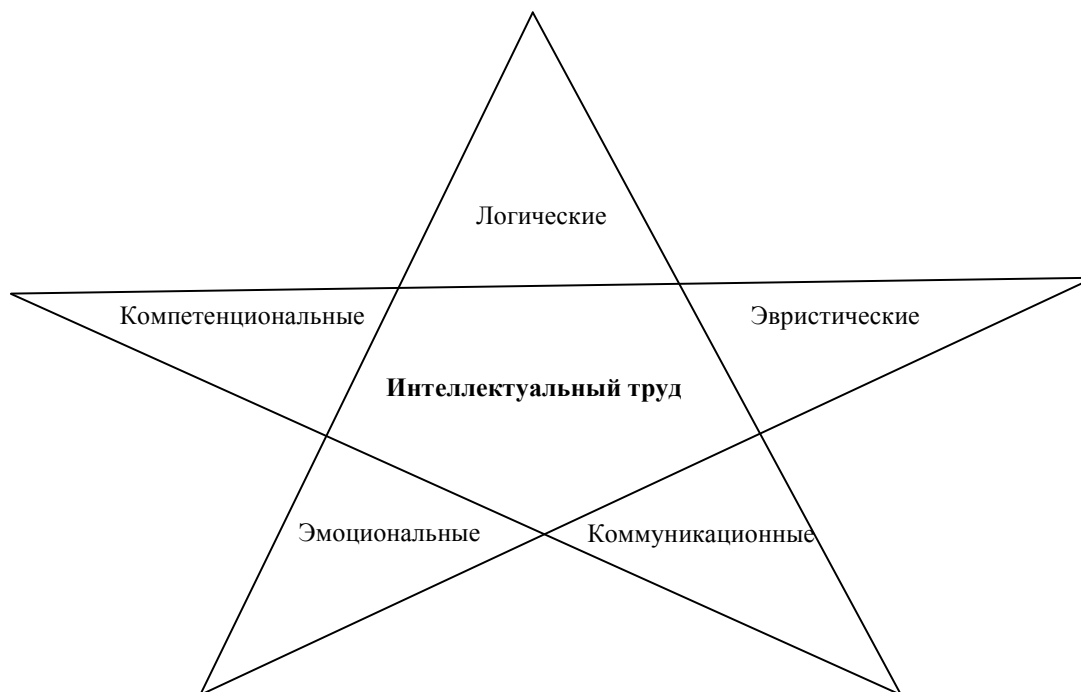 Логические
Компетенциональные
Эвристические
Интеллектуальный труд
Эмоциональные
Коммуникационные